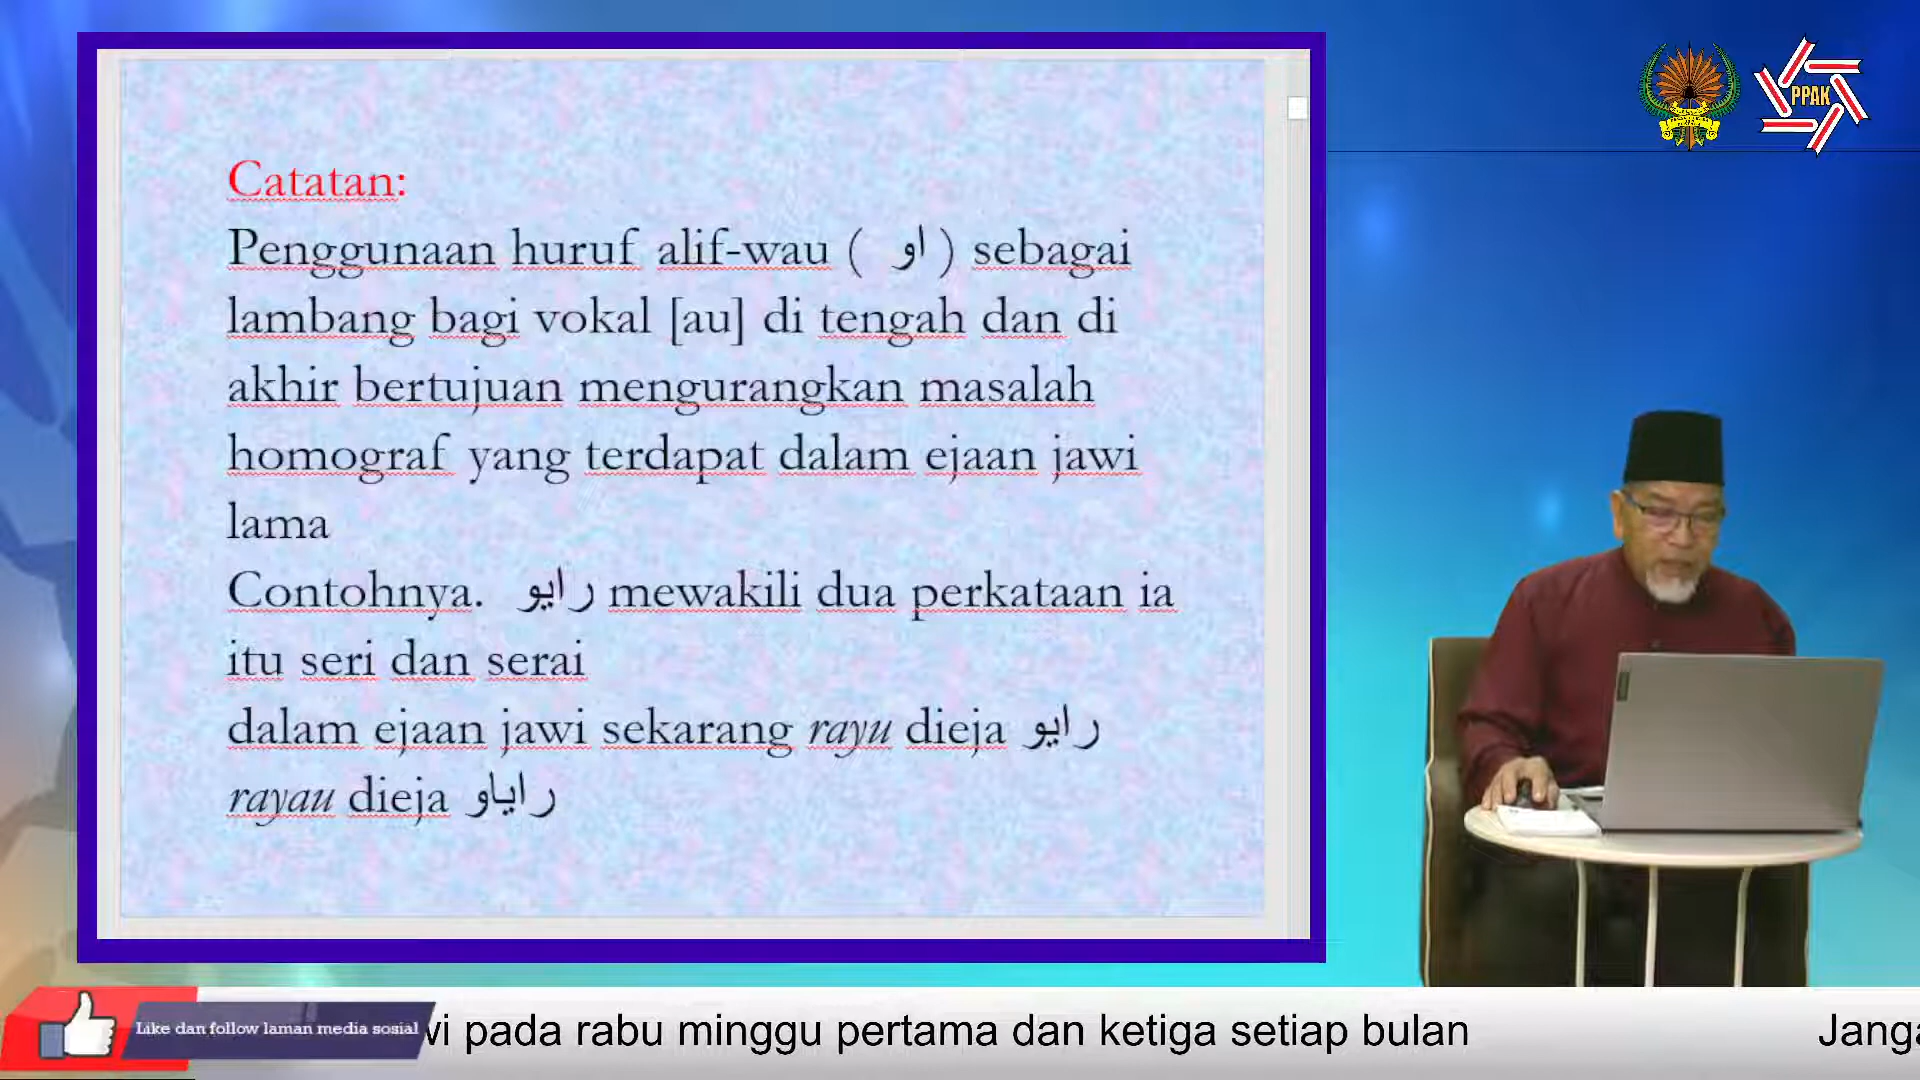 Catatan:
Penggunaan huruf alif-wau ( او ) sebagai
lambang bagi vokal [au] di tengah dan di
akhir bertujuan mengurangkan masalah
homograf yang terdapat dalam ejaan jawi
lama
Contohnya. رايو mewakili dua perkataan ia
itu seri dan serai
dalam ejaan jawi sekarang rayu dieja رايو
rayau dieja راياو
PPAK
Like dan follow laman media sosial
wi pada rabu minggu pertama dan ketiga setiap bulan
Janga